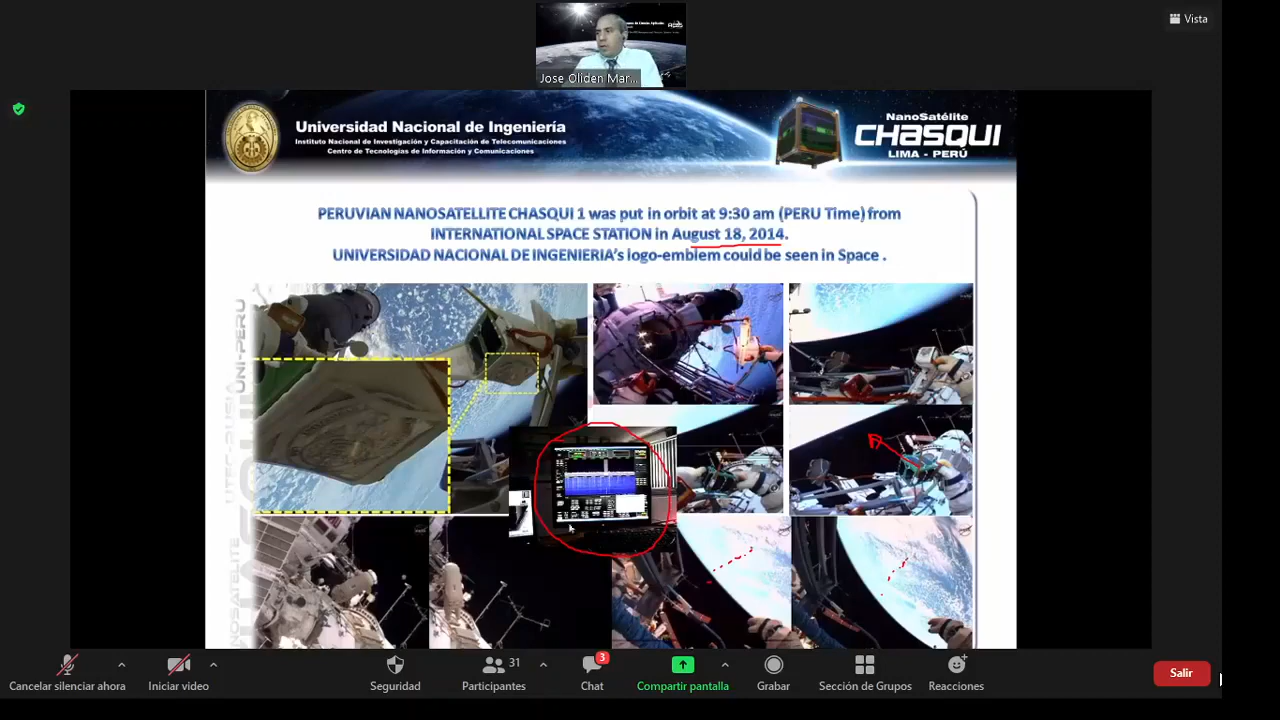 Vista
Jose Oliden Mar...
Universidad Nacional de Ingeniería
Instituto Nacional de Investigación y Capacitación de Telecomunicaciones
Centro de Tecnologías de Información y Comunicaciones
NanoSatélite
CHASQUI
LIMA - PERÚ
PERUVIAN NANOSATELLITE CHASQUI 1 was put in orbit at 9:30 am (PERU Time) from
INTERNATIONAL SPACE STATION in August 18, 2014.
UNIVERSIDAD NACIONAL DE INGENIERIA's logo-emblem could be seen in Space .
UNI-PERU
3
31
Cancelar silenciar ahora
Iniciar video
Seguridad
Participantes
Chat
Compartir pantalla
Grabar
Sección de Grupos
Reacciones
Salir